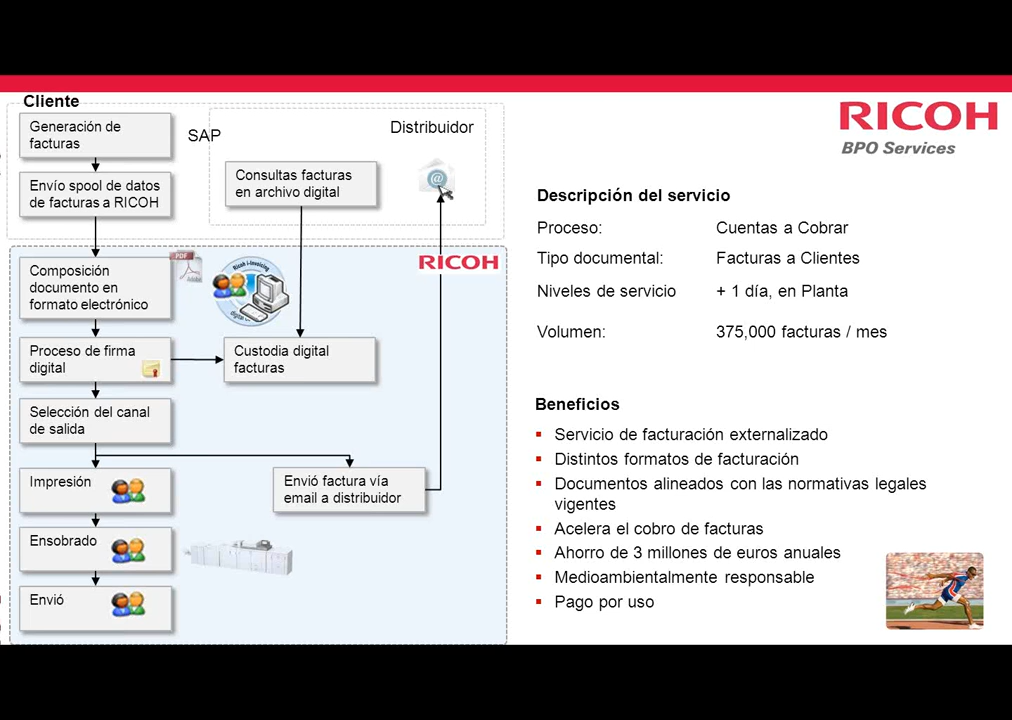 Cliente
Generación de
facturas
SAP
Distribuidor
Envío spool de datos
de facturas a RICOH
Consultas facturas
en archivo digital
@
RICOH
Composición
documento en
formato electrónico
PDF
Adobe
Ricoh i-Invoicing
Proceso de firma
digital
Custodia digital
facturas
Selección del canal
de salida
Impresión
Envió factura vía
email a distribuidor
Ensobrado
Envió
RICOH
BPO Services
Descripción del servicio
Proceso: Cuentas a Cobrar
Tipo documental: Facturas a Clientes
Niveles de servicio + 1 día, en Planta
Volumen: 375,000 facturas / mes
Beneficios
Servicio de facturación externalizado
Distintos formatos de facturación
Documentos alineados con las normativas legales
vigentes
Acelera el cobro de facturas
Ahorro de 3 millones de euros anuales
Medioambientalmente responsable
Pago por uso